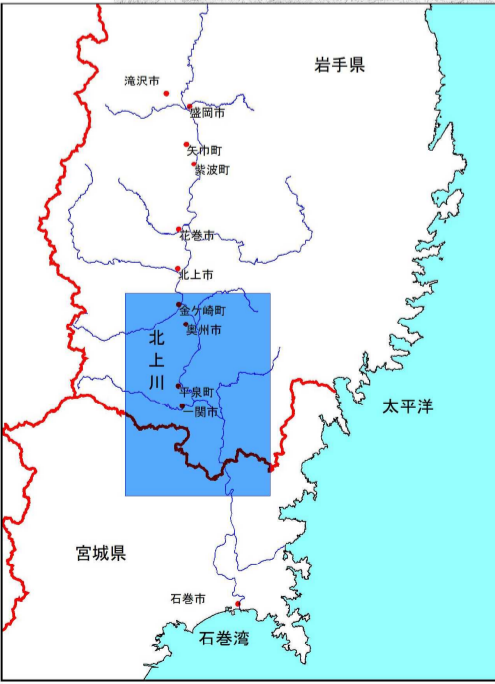 岩手県
滝沢市
盛岡市
矢巾町
紫波町
花巻市
北上市
金ケ崎町
奥州市
北上川
平泉町
一関市
太平洋
宮城県
石巻市
石巻湾